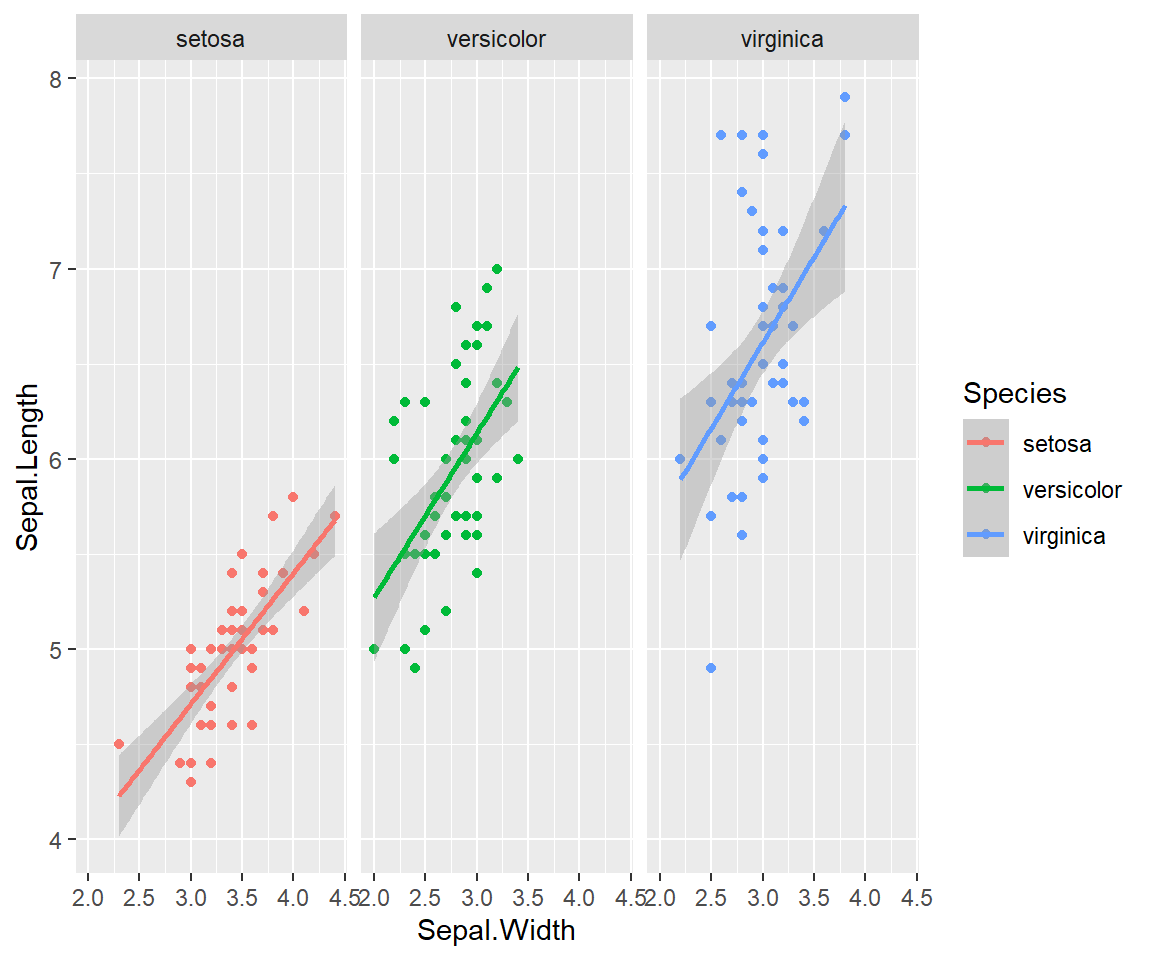 setosa versicolor virginica
8
7
6
5
4
Sepal.Length
2.0 2.5 3.0 3.5 4.0 4.5 2.0 2.5 3.0 3.5 4.0 4.5 2.0 2.5 3.0 3.5 4.0 4.5
Sepal.Width
Species
setosa
versicolor
virginica